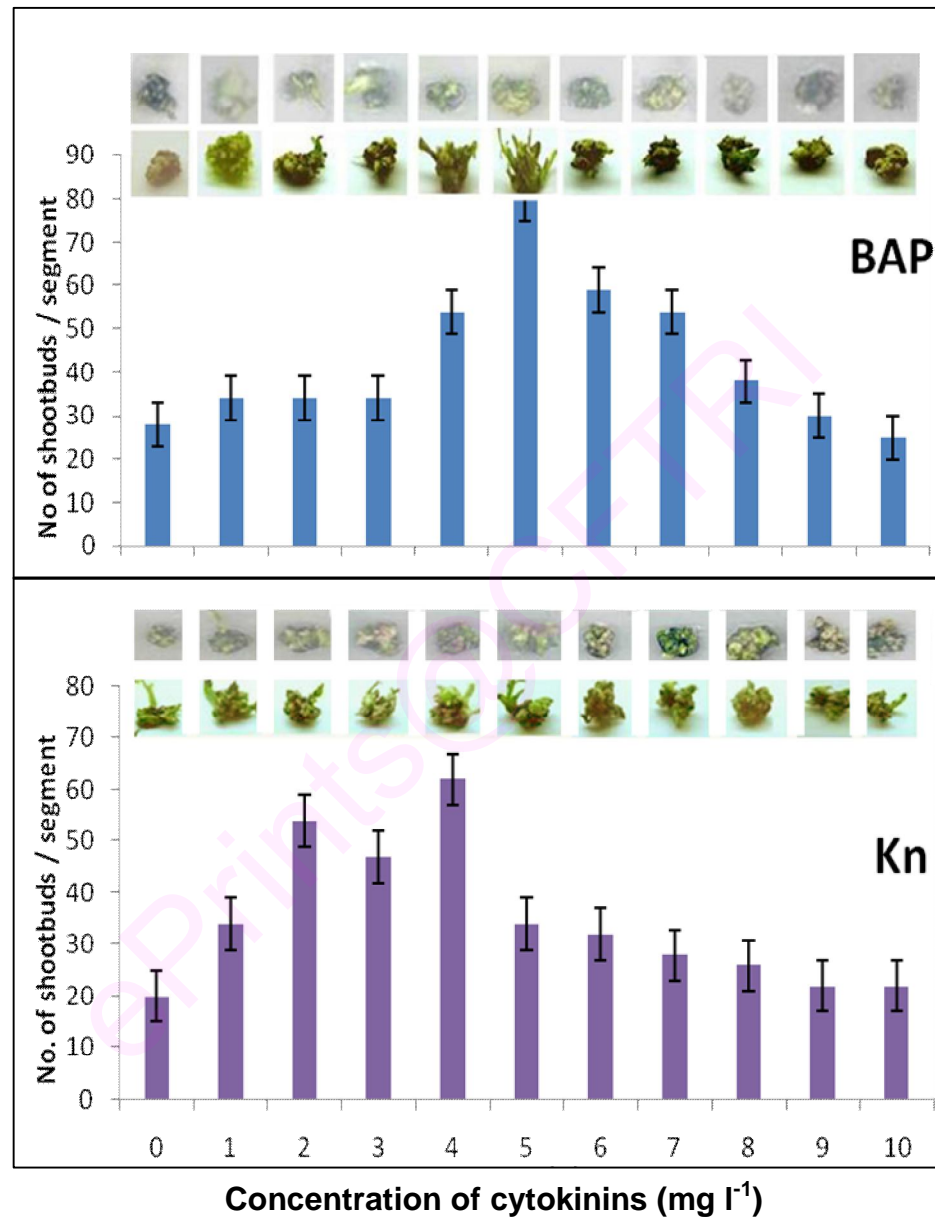 90
80
70
60
50
40
30
20
10
0
No of shootbuds / segment
BAP
80
70
60
50
40
30
20
10
0
No. of shootbuds / segment
Kn
0 1 2 3 4 5 6 7 8 9 10
Concentration of cytokinins (mg l⁻¹)
ePrints@CFTRI